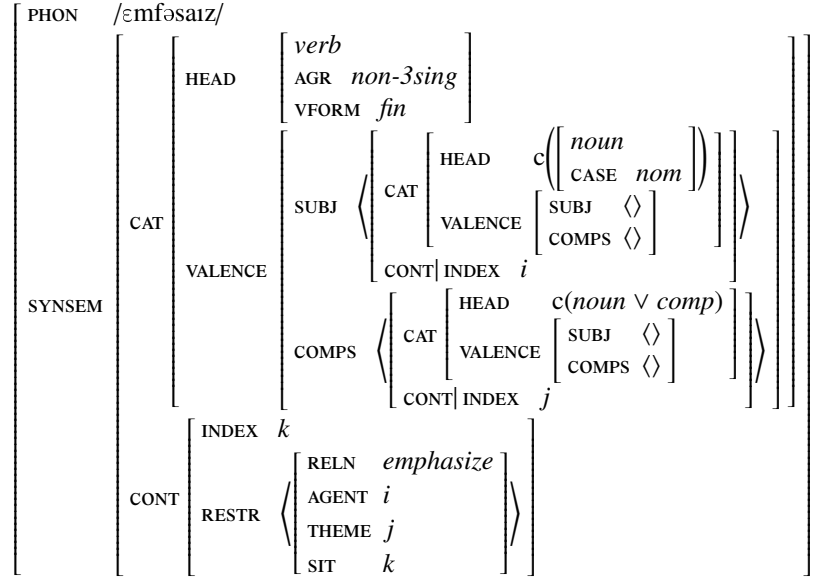 PHON /ɛmfəsaɪz/
verb
HEAD AGR non-3sing
VFORM fin
noun
HEAD c( )
CASE nom
SUBJ ⟨ CAT
SUBJ ⟨⟩
VALENCE
COMPS ⟨⟩
CAT
CONT| INDEX i
VALENCE
HEAD c(noun ∨ comp)
SYNSEM
CAT SUBJ ⟨⟩
COMPS VALENCE
COMPS ⟨⟩
CONT| INDEX j
INDEX k
RELN emphasize
CONT AGENT i
RESTR
THEME j
SIT k